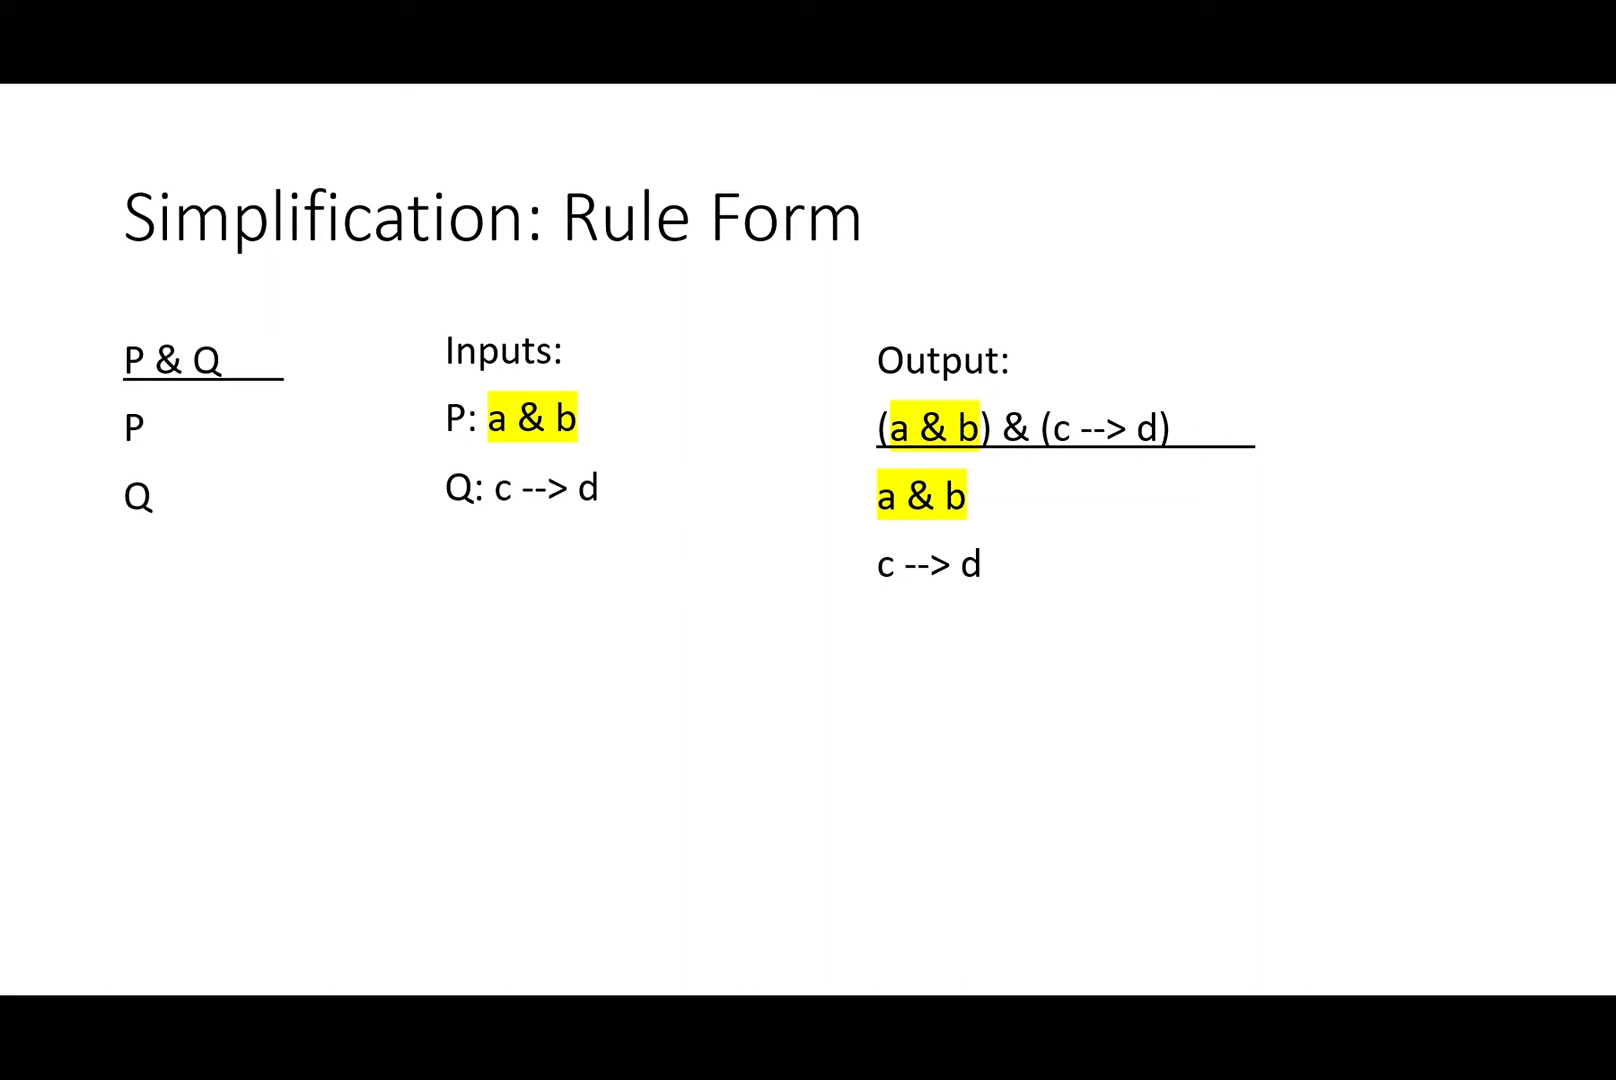 Simplification: Rule Form
P & Q
P
Q
Inputs:
P: a & b
Q: c --> d
Output:
(a & b) & (c --> d)
a & b
c --> d